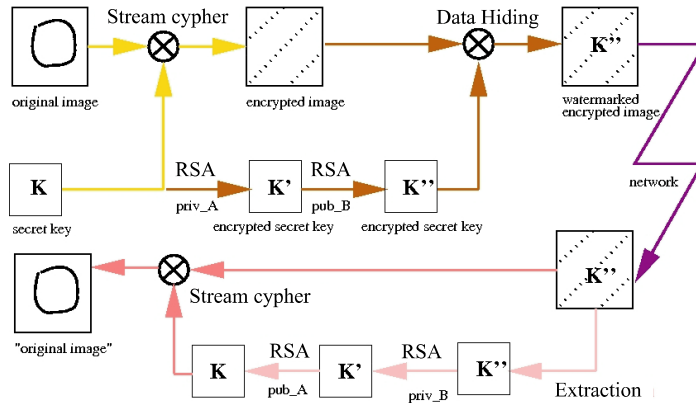 Stream cypher
Data Hiding
K''
original image
encrypted image
watermarked
encrypted image
K
RSA
K'
RSA
K''
network
priv_A
pub_B
secret key
encrypted secret key
encrypted secret key
K''
Stream cypher
"original image"
K
RSA
K'
RSA
K''
pub_A
priv_B
Extraction